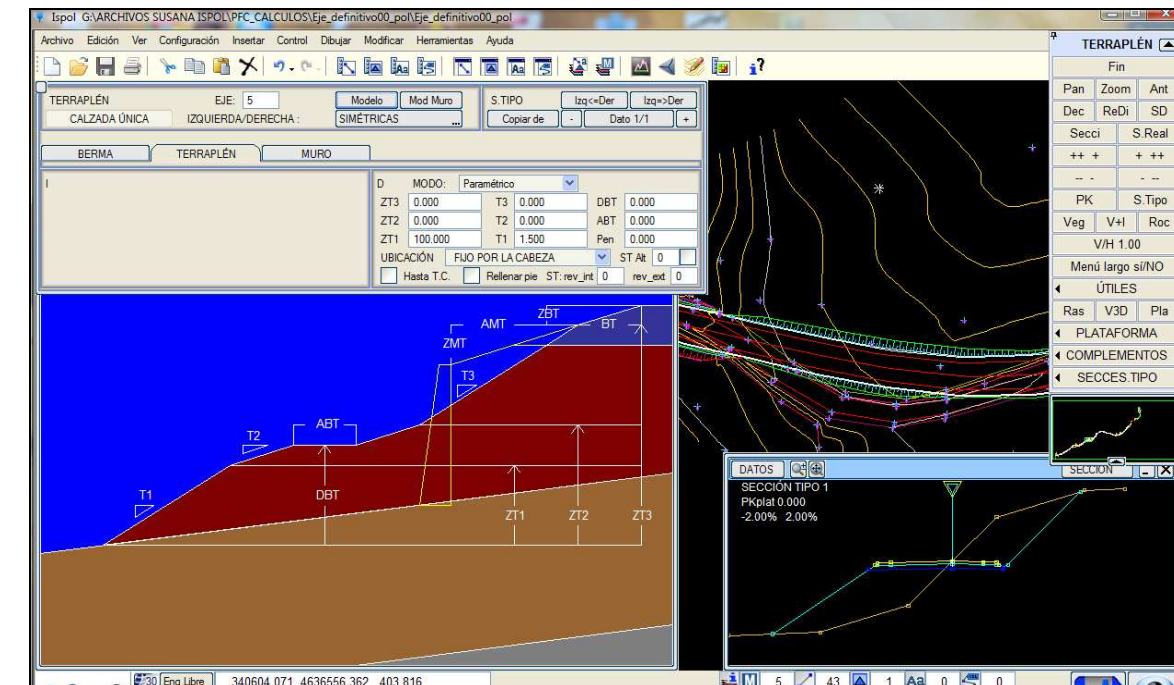 Ispol G:\ARCHIVOS SUSANA ISPOL\PFC_CALCULOS\Eje_definitivo00_pol\Eje_definitivo00_pol
Archivo Edición Ver Configuración Insertar Control Dibujar Modificar Herramientas Ayuda
TERRAPLÉN EJE: 5 Modelo Mod Muro S.TIPO Izq<=Der Izq=>Der
CALZADA ÚNICA IZQUIERDA/DERECHA : SIMÉTRICAS ... Copiar de - Dato 1/1 +
BERMA TERRAPLÉN MURO
I
D MODO: Paramétrico
ZT3 0.000 T3 0.000 DBT 0.000
ZT2 0.000 T2 0.000 ABT 0.000
ZT1 100.000 T1 1.500 Pen 0.000
UBICACIÓN FIJO POR LA CABEZA ST Alt 0
Hasta T.C. Rellenar pie ST: rev_int 0 rev_ext 0
ZBT
AMT BT
ZMT
T3
ABT
T2
T1
DBT
ZT1 ZT2 ZT3
TERRAPLÉN
Fin
Pan Zoom Ant
Dec ReDi SD
Secci S.Real
++ + + ++
-- - - --
PK S.Tipo
Veg V+I Roc
V/H 1.00
Menú largo sí/NO
ÚTILES
Ras V3D Pla
PLATAFORMA
COMPLEMENTOS
SECCES.TIPO
DATOS SECCIÓN
SECCIÓN TIPO 1
PKplat 0.000
-2.00% 2.00%
30 Eng Libre 340604.071 4636556.362 403.816
M 5 43 1 Aa 0 0